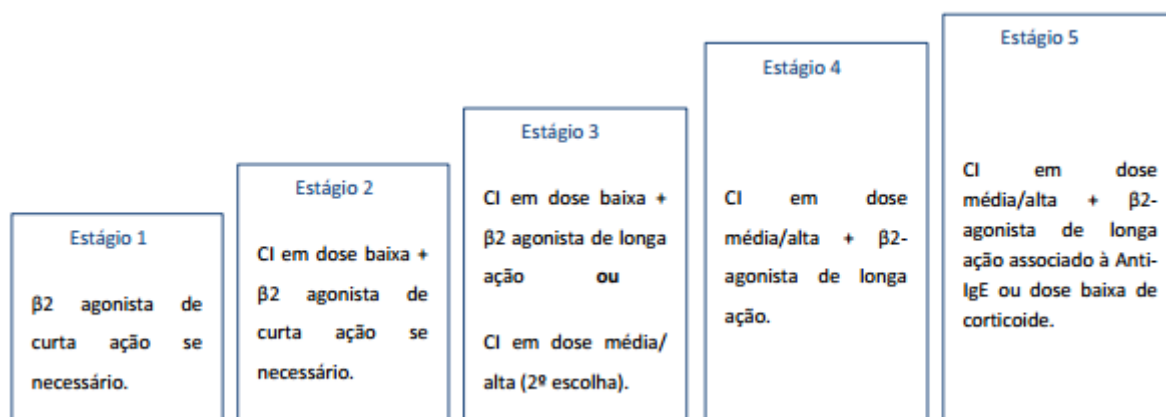 Estágio 1
β2 agonista de
curta ação se
necessário.
Estágio 2
CI em dose baixa +
β2 agonista de
curta ação se
necessário.
Estágio 3
CI em dose baixa +
β2 agonista de longa
ação ou
CI em dose média/
alta (2º escolha).
Estágio 4
CI em dose
média/alta + β2-
agonista de longa
ação.
Estágio 5
CI em dose
média/alta + β2-
agonista de longa
ação associado à Anti-
IgE ou dose baixa de
corticoide.